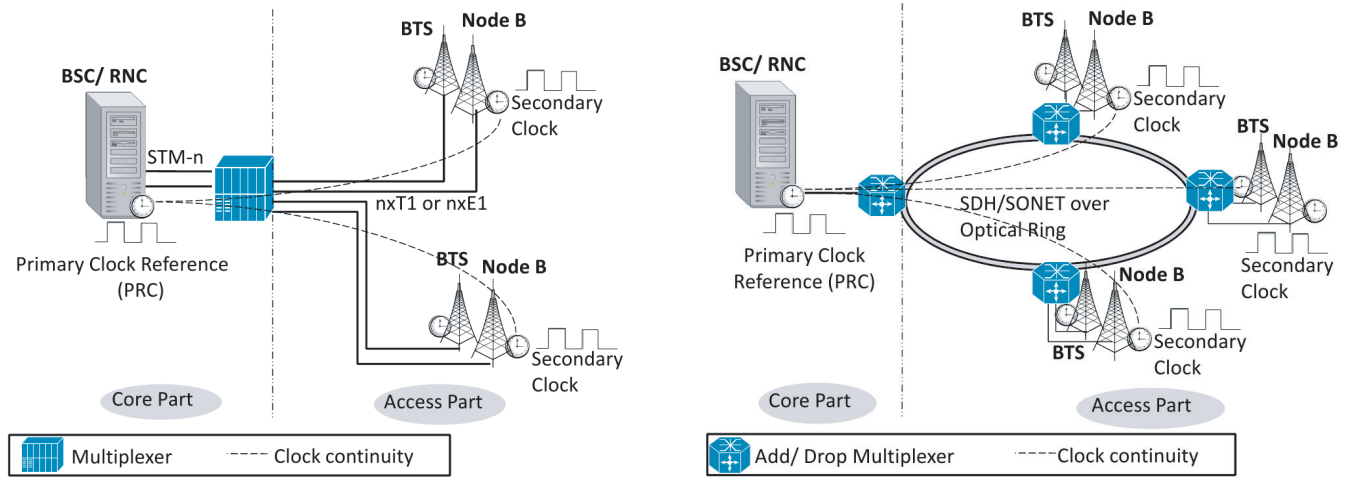 BTS
Node B
BSC/ RNC
Secondary
Clock
STM-n
nxT1 or nxE1
Primary Clock Reference
(PRC)
BTS
Node B
Secondary
Clock
Core Part
Access Part
Multiplexer
Clock continuity
BTS
Node B
BSC/ RNC
Secondary
Clock
BTS
Node B
SDH/SONET over
Optical Ring
Primary Clock
Reference (PRC)
Secondary
Clock
Node B
BTS
Secondary
Clock
Core Part
Access Part
Add/ Drop Multiplexer
Clock continuity